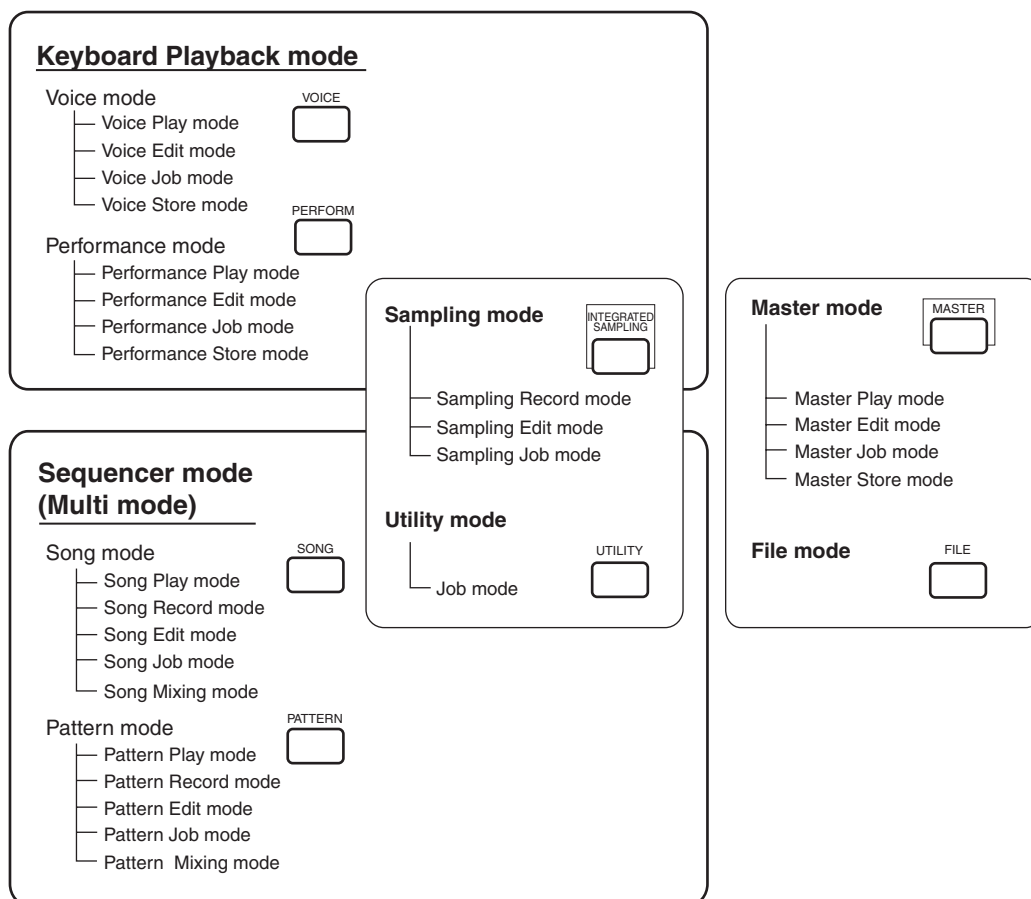 Keyboard Playback mode
Voice mode
VOICE
Voice Play mode
Voice Edit mode
Voice Job mode
Voice Store mode
PERFORM
Performance mode
Performance Play mode
Performance Edit mode
Performance Job mode
Performance Store mode
Sequencer mode
(Multi mode)
Song mode
SONG
Song Play mode
Song Record mode
Song Edit mode
Song Job mode
Song Mixing mode
Pattern mode
PATTERN
Pattern Play mode
Pattern Record mode
Pattern Edit mode
Pattern Job mode
Pattern Mixing mode
Sampling mode
INTEGRATED
SAMPLING
Sampling Record mode
Sampling Edit mode
Sampling Job mode
Utility mode
UTILITY
Job mode
Master mode
MASTER
Master Play mode
Master Edit mode
Master Job mode
Master Store mode
File mode
FILE